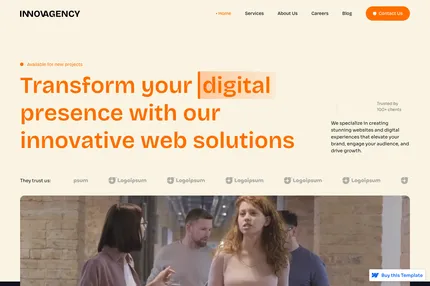 INNOVAGENCY
Home
Services
About Us
Careers
Blog
Contact Us
Available for new projects
Transform your digital
presence with our
innovative web solutions
Trusted by
100+ clients
We specialize in creating
stunning websites and digital
experiences that elevate your
brand, engage your audience, and
drive growth.
They trust us:
ipsum
Logoipsum
Logoipsum
Logoipsum
Logoipsum
Logoipsum
Buy this Template